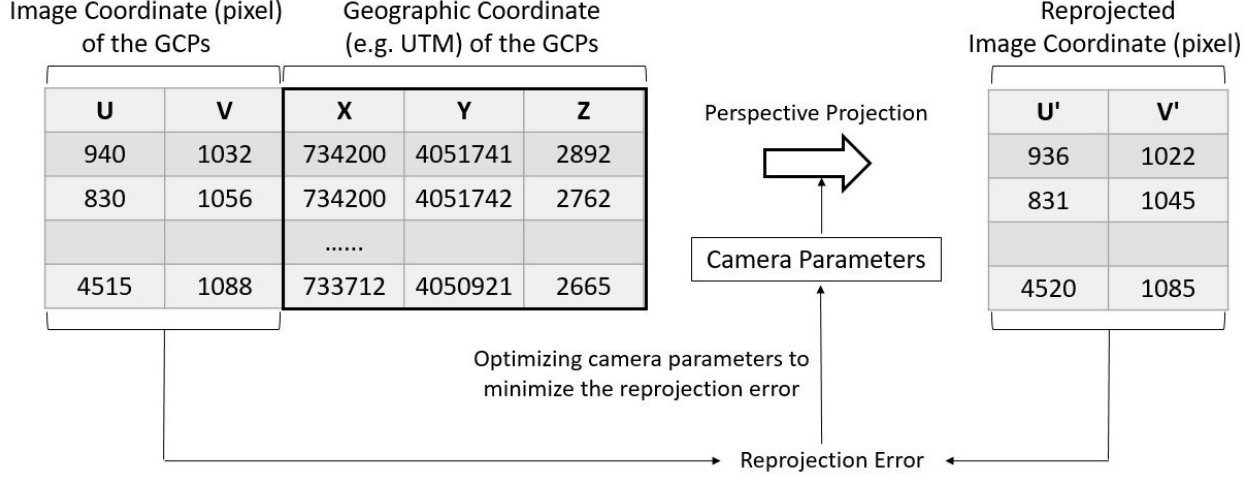 Image Coordinate (pixel)
of the GCPs
Geographic Coordinate
(e.g. UTM) of the GCPs
Reprojected
Image Coordinate (pixel)
U V X Y Z
940 1032 734200 4051741 2892
830 1056 734200 4051742 2762
......
4515 1088 733712 4050921 2665
Perspective Projection
Camera Parameters
U' V'
936 1022
831 1045
4520 1085
Optimizing camera parameters to
minimize the reprojection error
Reprojection Error